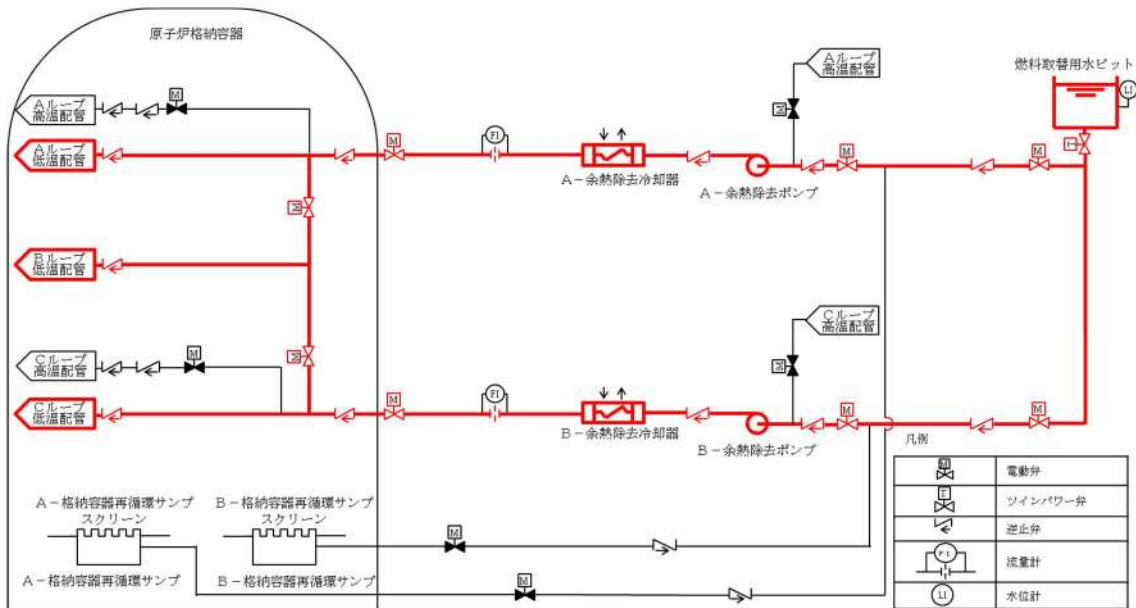 原子炉格納容器
Aループ
高温配管
燃料取替用水ピット
Aループ
高温配管
M
LI
Aループ
低温配管
M
FI
M
T
M
M
A-余熱除去冷却器
A-余熱除去ポンプ
M
Bループ
低温配管
Cループ
高温配管
Cループ
高温配管
M
M
M
Cループ
低温配管
M
FI
M
M
B-余熱除去冷却器
B-余熱除去ポンプ
凡例
M
電動弁
T
ツインパワー弁
逆止弁
FI
流量計
LI
水位計
A-格納容器再循環サンプ
スクリーン
B-格納容器再循環サンプ
スクリーン
M
A-格納容器再循環サンプ
B-格納容器再循環サンプ
M